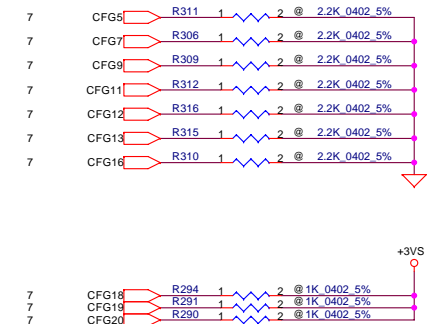 7 CFG5 R311 1 2 @ 2.2K_0402_5%
7 CFG7 R306 1 2 @ 2.2K_0402_5%
7 CFG9 R309 1 2 @ 2.2K_0402_5%
7 CFG11 R312 1 2 @ 2.2K_0402_5%
7 CFG12 R316 1 2 @ 2.2K_0402_5%
7 CFG13 R315 1 2 @ 2.2K_0402_5%
7 CFG16 R310 1 2 @ 2.2K_0402_5%
+3VS
7 CFG18 R294 1 2 @1K_0402_5%
7 CFG19 R291 1 2 @1K_0402_5%
7 CFG20 R290 1 2 @1K_0402_5%